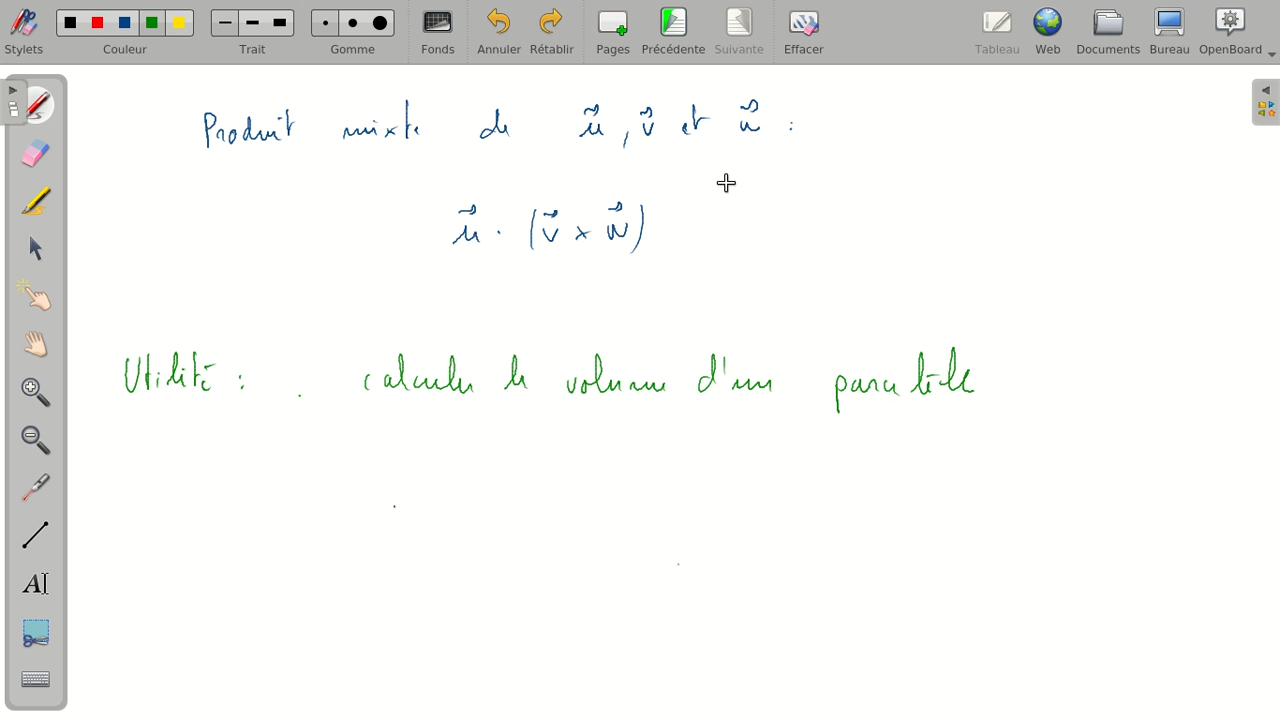 Stylets Couleur Trait Gomme Fonds Annuler Rétablir Pages Précédente Suivante Effacer Tableau Web Documents Bureau OpenBoard
Produit mixte de u⃗, v⃗ et w⃗ :
u⃗ · (v⃗ × w⃗)
Utilité : calculer le volume d'un parallèle